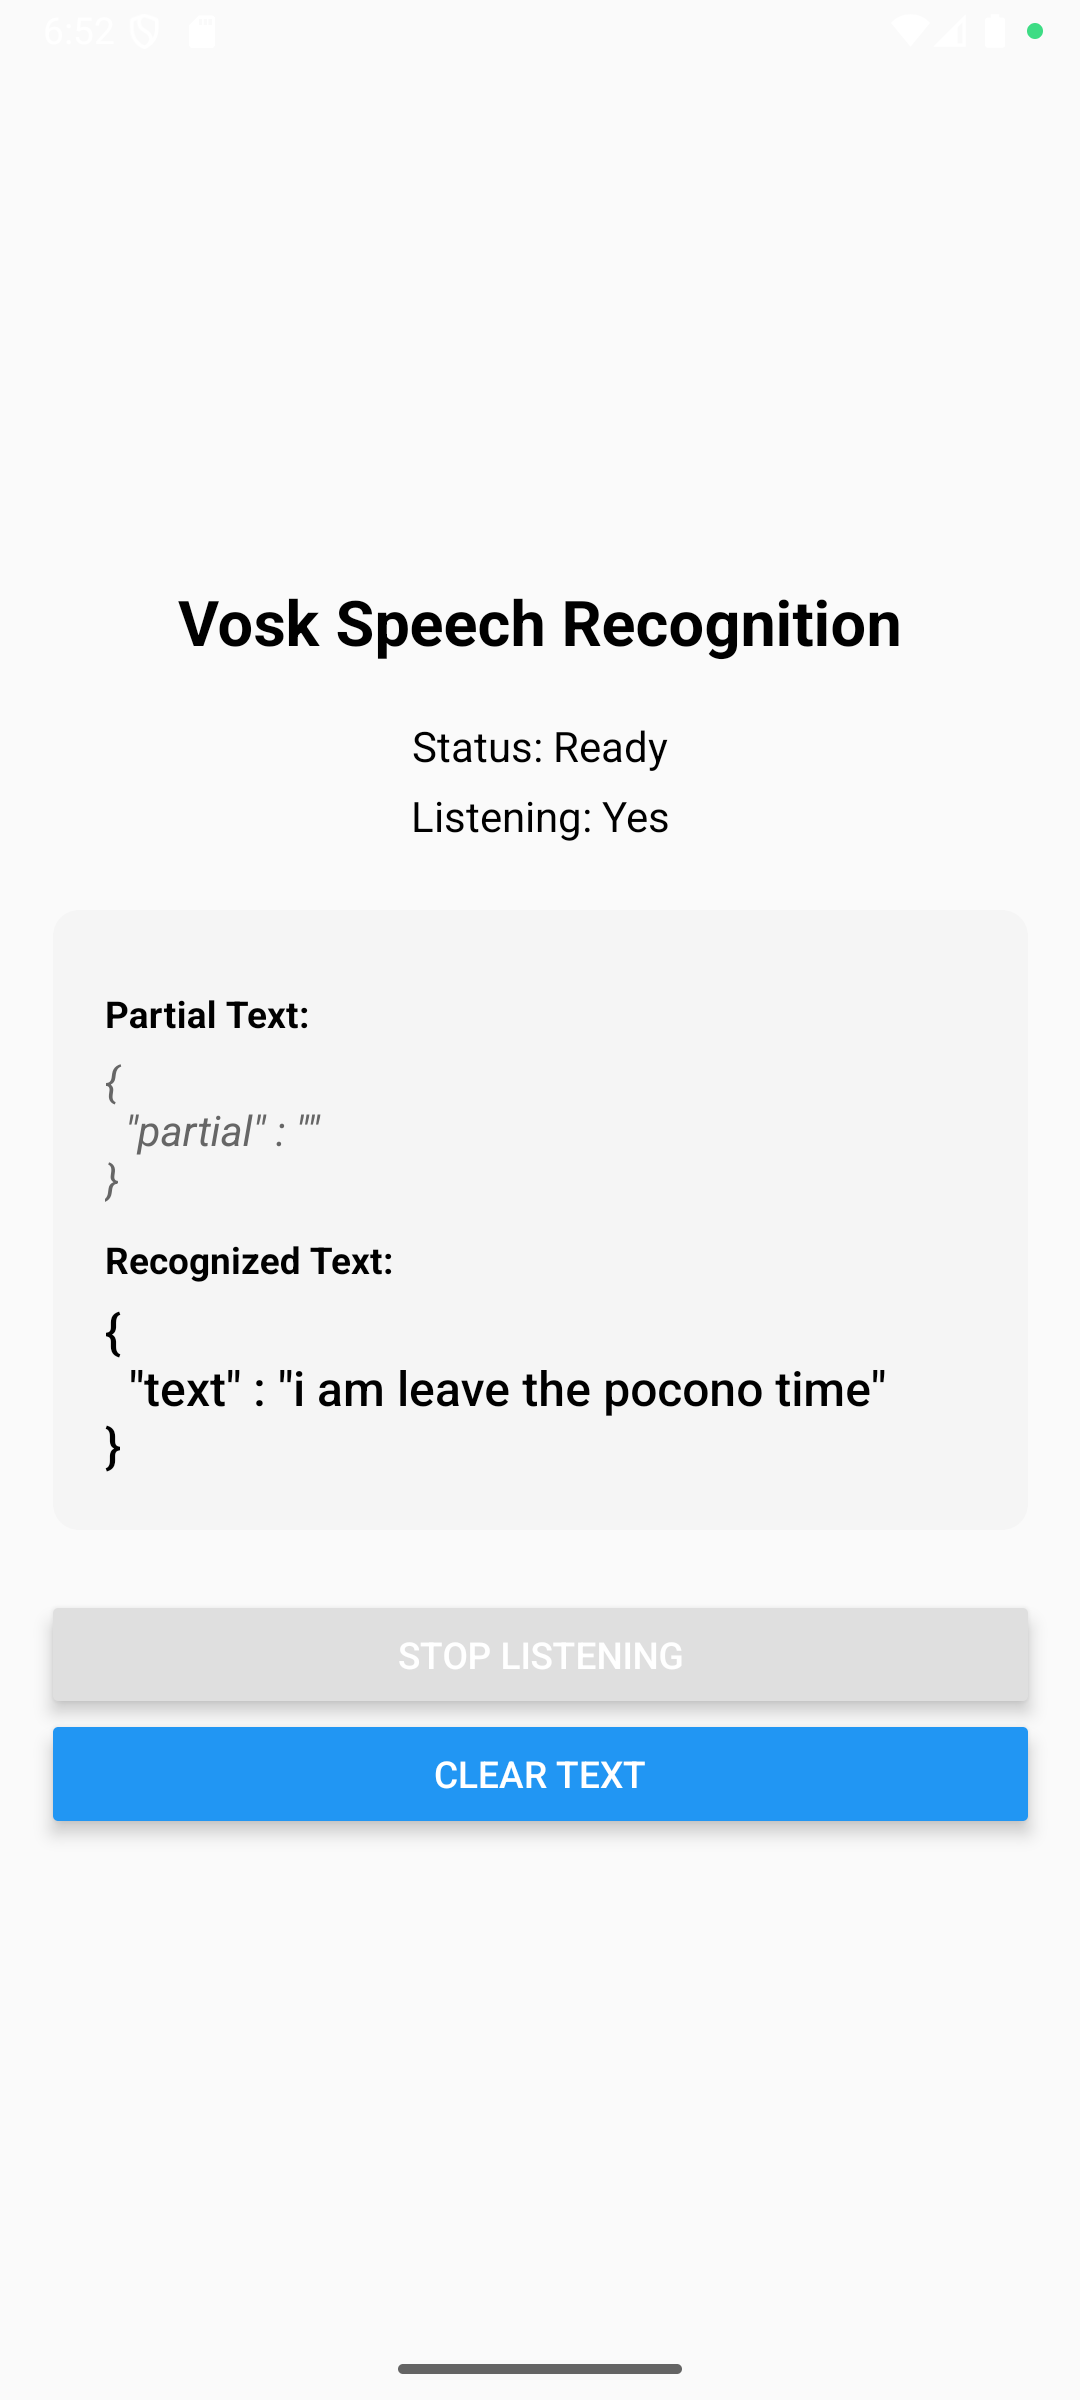 6:52
Vosk Speech Recognition
Status: Ready
Listening: Yes
Partial Text:
{
"partial" : ""
}
Recognized Text:
{
"text" : "i am leave the pocono time"
}
STOP LISTENING
CLEAR TEXT